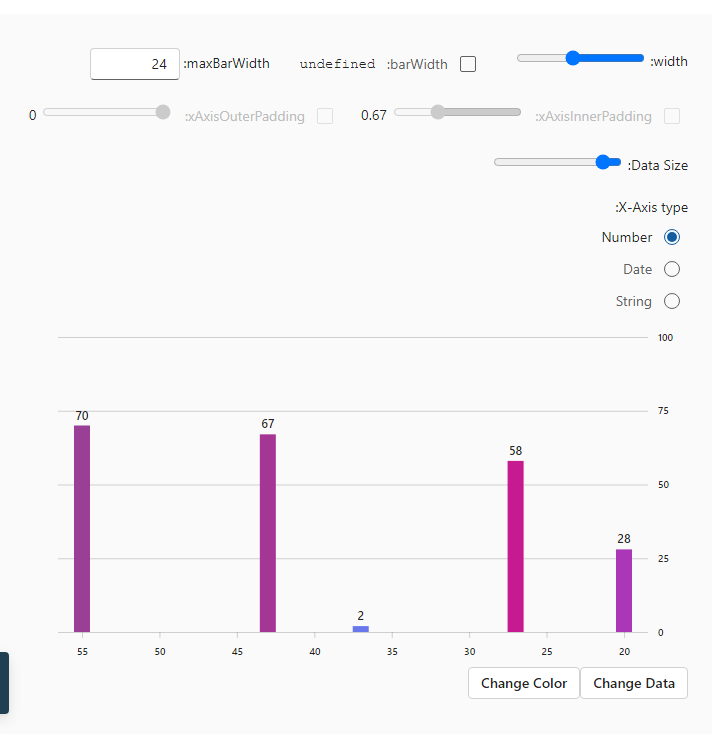 :width
:barWidth undefined
:maxBarWidth 24
:xAxisInnerPadding 0.67
:xAxisOuterPadding 0
:Data Size
:X-Axis type
Number
Date
String
100
75
50
25
0
70
67
2
58
28
55 50 45 40 35 30 25 20
Change Color Change Data